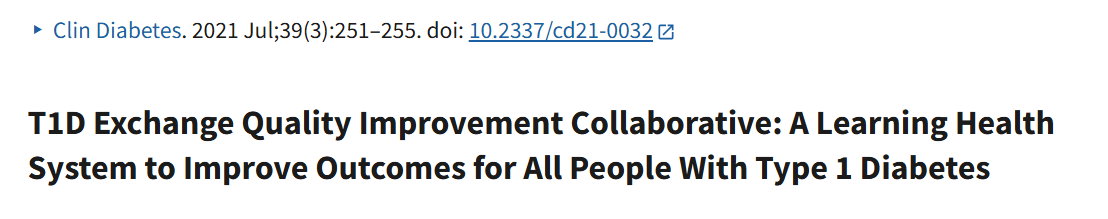 Clin Diabetes. 2021 Jul;39(3):251–255. doi: 10.2337/cd21-0032
T1D Exchange Quality Improvement Collaborative: A Learning Health
System to Improve Outcomes for All People With Type 1 Diabetes